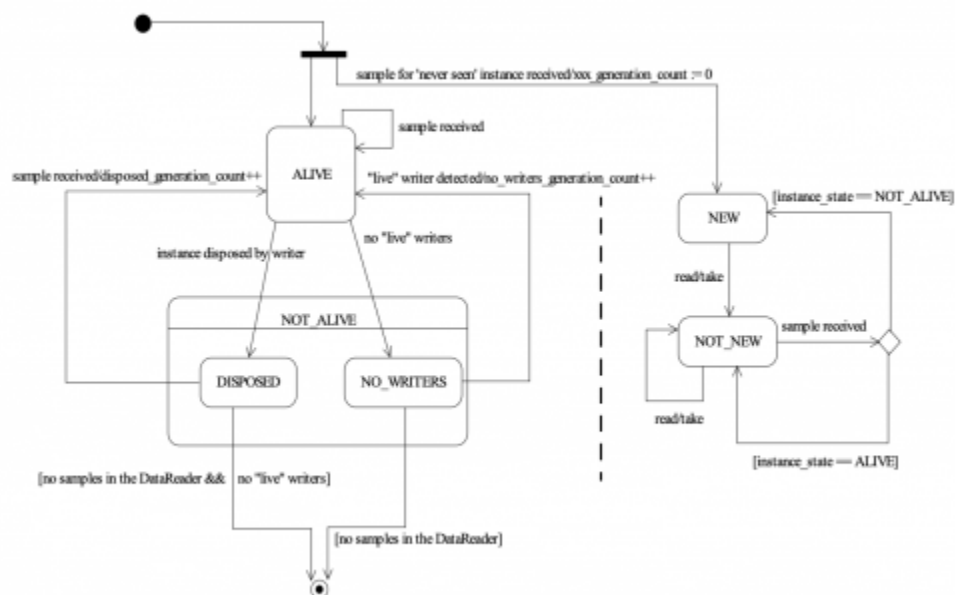 sample for 'never seen' instance received/xxx_generation_count := 0
sample received
ALIVE
sample received/disposed_generation_count++
"live" writer detected/no_writers_generation_count++
[instance_state == NOT_ALIVE]
NEW
no "live" writers
instance disposed by writer
read/take
NOT_ALIVE
sample received
NOT_NEW
DISPOSED
NO_WRITERS
read/take
[instance_state == ALIVE]
[no samples in the DataReader && no "live" writers]
[no samples in the DataReader]